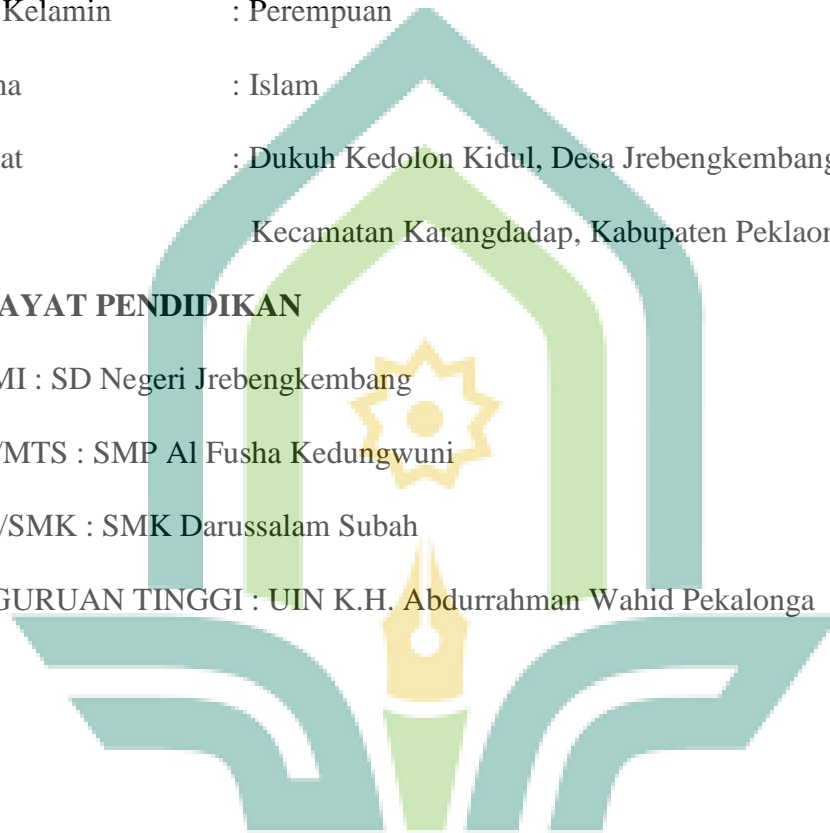 Kelamin : Perempuan
na : Islam
at : Dukuh Kedolon Kidul, Desa Jrebengkembang
Kecamatan Karangdadap, Kabupaten Peklaon
AYAT PENDIDIKAN
MI : SD Negeri Jrebengkembang
/MTS : SMP Al Fusha Kedungwuni
/SMK : SMK Darussalam Subah
GURUAN TINGGI : UIN K.H. Abdurrahman Wahid Pekalonga